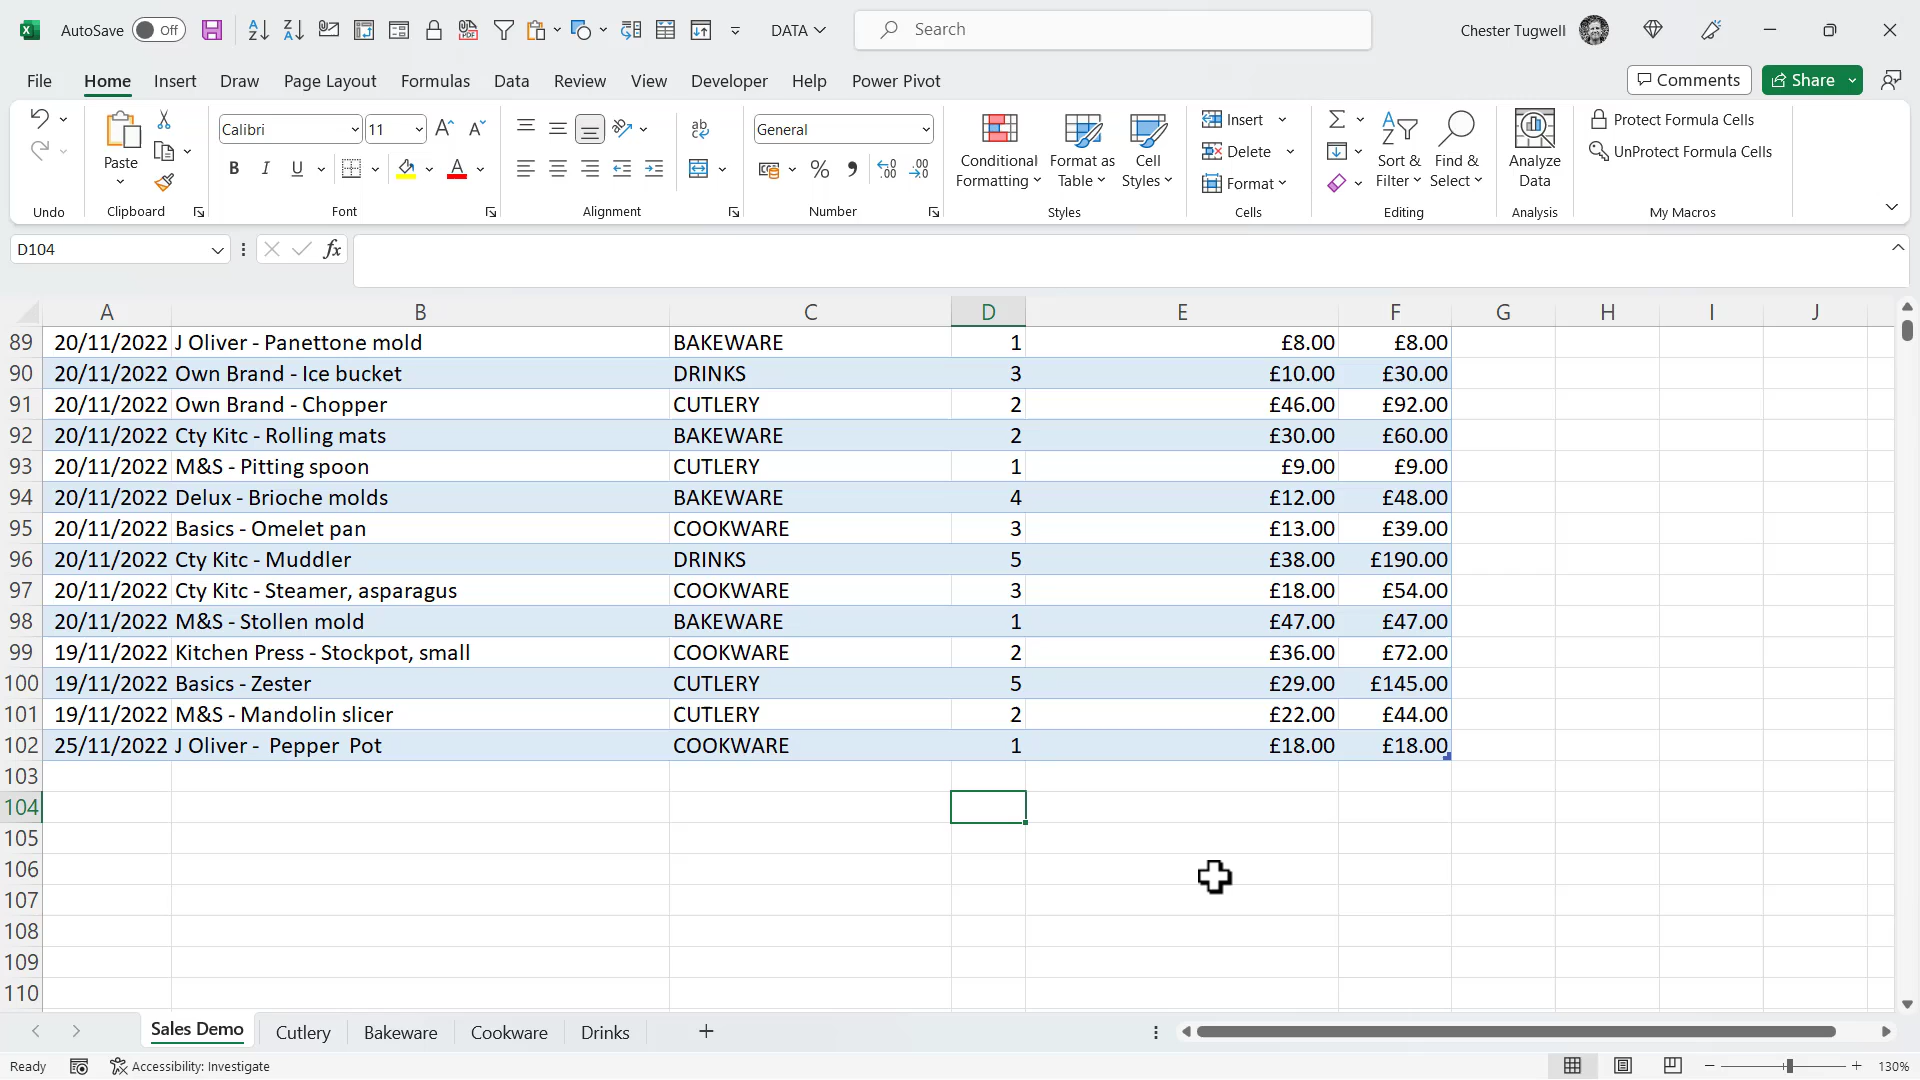 AutoSave Off DATA Search Chester Tugwell
File Home Insert Draw Page Layout Formulas Data Review View Developer Help Power Pivot Comments Share
Paste Calibri 11 General Conditional Formatting Format as Table Cell Styles Insert Delete Format Sort & Filter Find & Select Analyze Data Protect Formula Cells UnProtect Formula Cells
Undo Clipboard Font Alignment Number Styles Cells Editing Analysis My Macros
D104 fx
A B C D E F G H I J
89 20/11/2022 J Oliver - Panettone mold BAKEWARE 1 £8.00 £8.00
90 20/11/2022 Own Brand - Ice bucket DRINKS 3 £10.00 £30.00
91 20/11/2022 Own Brand - Chopper CUTLERY 2 £46.00 £92.00
92 20/11/2022 Cty Kitc - Rolling mats BAKEWARE 2 £30.00 £60.00
93 20/11/2022 M&S - Pitting spoon CUTLERY 1 £9.00 £9.00
94 20/11/2022 Delux - Brioche molds BAKEWARE 4 £12.00 £48.00
95 20/11/2022 Basics - Omelet pan COOKWARE 3 £13.00 £39.00
96 20/11/2022 Cty Kitc - Muddler DRINKS 5 £38.00 £190.00
97 20/11/2022 Cty Kitc - Steamer, asparagus COOKWARE 3 £18.00 £54.00
98 20/11/2022 M&S - Stollen mold BAKEWARE 1 £47.00 £47.00
99 19/11/2022 Kitchen Press - Stockpot, small COOKWARE 2 £36.00 £72.00
100 19/11/2022 Basics - Zester CUTLERY 5 £29.00 £145.00
101 19/11/2022 M&S - Mandolin slicer CUTLERY 2 £22.00 £44.00
102 25/11/2022 J Oliver -  Pepper  Pot COOKWARE 1 £18.00 £18.00
103
104
105
106
107
108
109
110
Sales Demo Cutlery Bakeware Cookware Drinks
Ready Accessibility: Investigate 130%